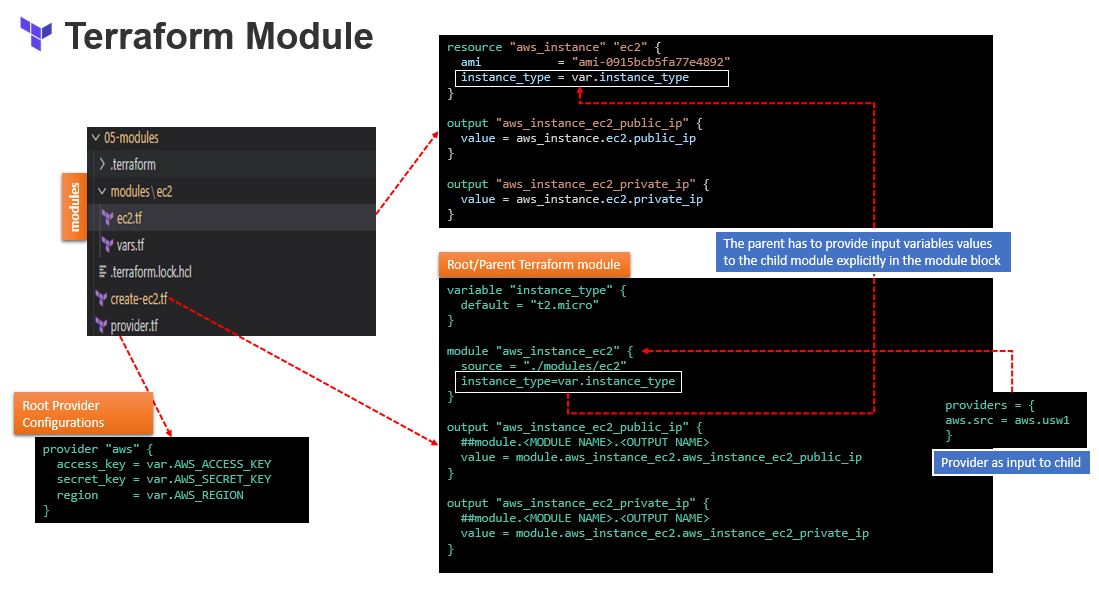 Terraform Module
resource "aws_instance" "ec2" {
ami = "ami-0915bcb5fa77e4892"
instance_type = var.instance_type
}
output "aws_instance_ec2_public_ip" {
value = aws_instance.ec2.public_ip
}
output "aws_instance_ec2_private_ip" {
value = aws_instance.ec2.private_ip
}
modules
05-modules
.terraform
modules\ec2
ec2.tf
vars.tf
.terraform.lock.hcl
create-ec2.tf
provider.tf
The parent has to provide input variables values
to the child module explicitly in the module block
Root/Parent Terraform module
variable "instance_type" {
default = "t2.micro"
}
module "aws_instance_ec2" {
source = "./modules/ec2"
instance_type=var.instance_type
}
output "aws_instance_ec2_public_ip" {
##module.<MODULE NAME>.<OUTPUT NAME>
value = module.aws_instance_ec2.aws_instance_ec2_public_ip
}
output "aws_instance_ec2_private_ip" {
##module.<MODULE NAME>.<OUTPUT NAME>
value = module.aws_instance_ec2.aws_instance_ec2_private_ip
}
providers = {
aws.src = aws.usw1
}
Provider as input to child
Root Provider
Configurations
provider "aws" {
access_key = var.AWS_ACCESS_KEY
secret_key = var.AWS_SECRET_KEY
region = var.AWS_REGION
}